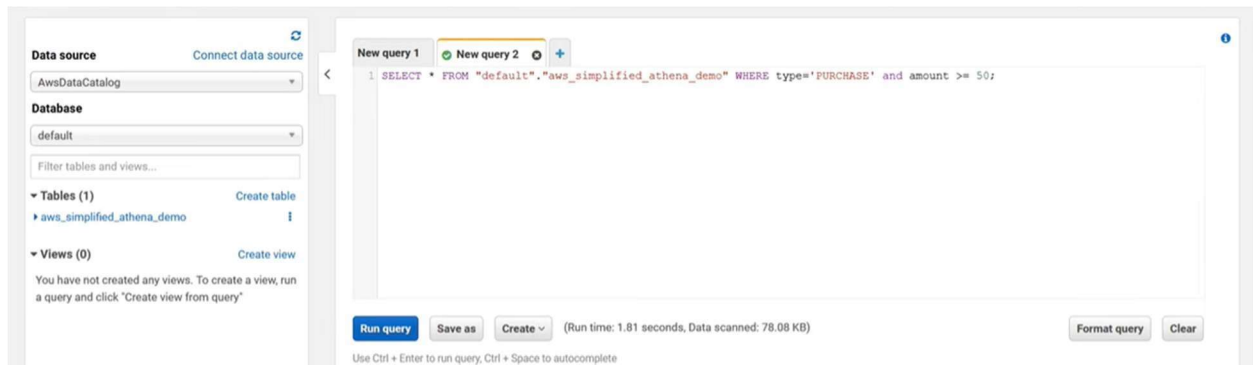 Data source Connect data source
AwsDataCatalog
Database
default
Filter tables and views...
Tables (1) Create table
aws_simplified_athena_demo
Views (0) Create view
You have not created any views. To create a view, run
a query and click "Create view from query"
New query 1 New query 2
1 SELECT * FROM "default"."aws_simplified_athena_demo" WHERE type='PURCHASE' and amount >= 50;
Run query Save as Create (Run time: 1.81 seconds, Data scanned: 78.08 KB) Format query Clear
Use Ctrl + Enter to run query, Ctrl + Space to autocomplete